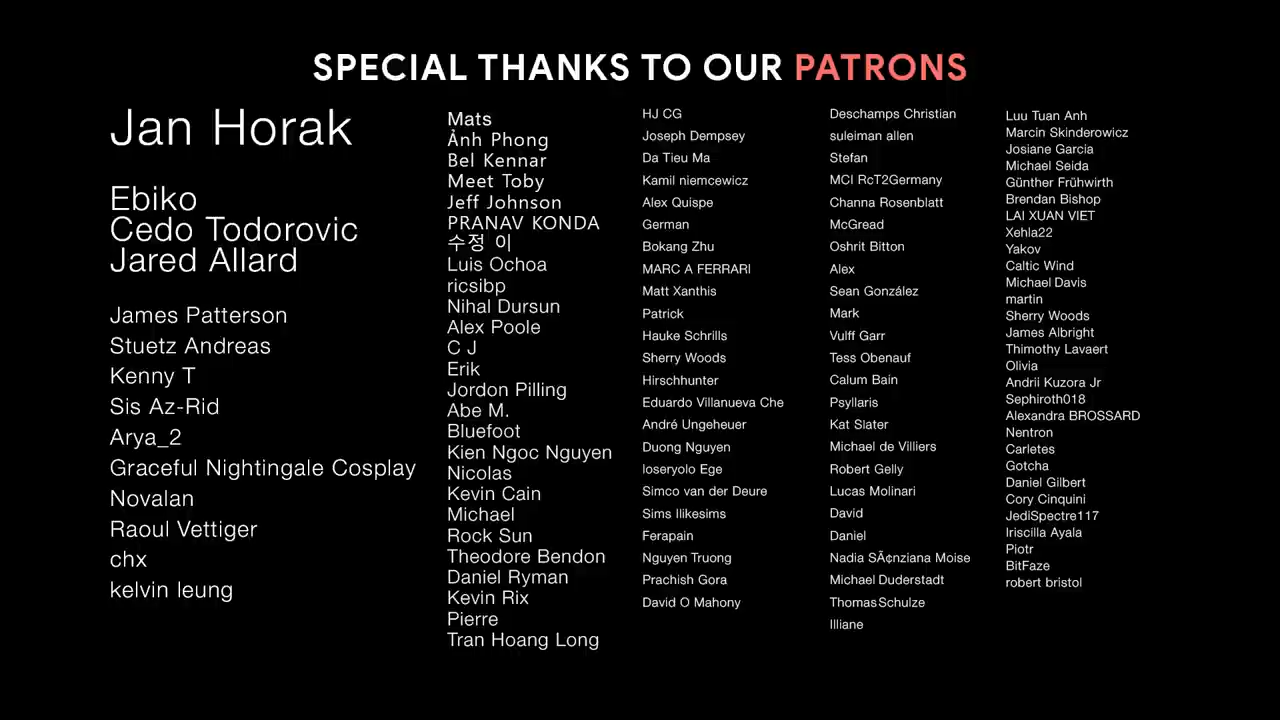 SPECIAL THANKS TO OUR PATRONS
Jan Horak
Ebiko
Cedo Todorovic
Jared Allard
James Patterson
Stuetz Andreas
Kenny T
Sis Az-Rid
Arya_2
Graceful Nightingale Cosplay
Novalan
Raoul Vettiger
chx
kelvin leung
Mats
Ảnh Phong
Bel Kennar
Meet Toby
Jeff Johnson
PRANAV KONDA
수정 이
Luis Ochoa
ricsibp
Nihal Dursun
Alex Poole
C J
Erik
Jordon Pilling
Abe M.
Bluefoot
Kien Ngoc Nguyen
Nicolas
Kevin Cain
Michael
Rock Sun
Theodore Bendon
Daniel Ryman
Kevin Rix
Pierre
Tran Hoang Long
HJ CG
Joseph Dempsey
Da Tieu Ma
Kamil niemcewicz
Alex Quispe
German
Bokang Zhu
MARC A FERRARI
Matt Xanthis
Patrick
Hauke Schrills
Sherry Woods
Hirschhunter
Eduardo Villanueva Che
André Ungeheuer
Duong Nguyen
loseryolo Ege
Simco van der Deure
Sims Ilikesims
Ferapain
Nguyen Truong
Prachish Gora
David O Mahony
Deschamps Christian
suleiman allen
Stefan
MCI RcT2Germany
Channa Rosenblatt
McGread
Oshrit Bitton
Alex
Sean González
Mark
Vulff Garr
Tess Obenauf
Calum Bain
Psyllaris
Kat Slater
Michael de Villiers
Robert Gelly
Lucas Molinari
David
Daniel
Nadia SÃ¢nziana Moise
Michael Duderstadt
Thomas Schulze
Illiane
Luu Tuan Anh
Marcin Skinderowicz
Josiane Garcia
Michael Seida
Günther Frühwirth
Brendan Bishop
LAI XUAN VIET
Xehla22
Yakov
Caltic Wind
Michael Davis
martin
Sherry Woods
James Albright
Thimothy Lavaert
Olivia
Andrii Kuzora Jr
Sephiroth018
Alexandra BROSSARD
Nentron
Carletes
Gotcha
Daniel Gilbert
Cory Cinquini
JediSpectre117
Iriscilla Ayala
Piotr
BitFaze
robert bristol